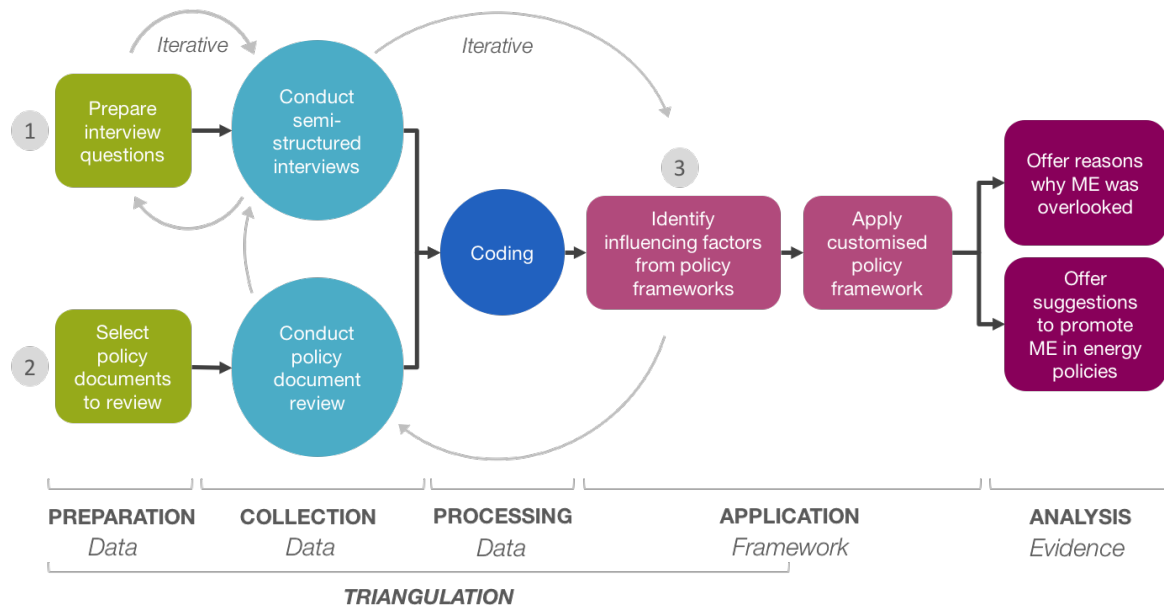 Iterative
Iterative
1
Prepare
interview
questions
Conduct
semi-
structured
interviews
3
Offer reasons
why ME was
overlooked
Coding
Identify
influencing factors
from policy
frameworks
Apply
customised
policy
framework
2
Select
policy
documents
to review
Conduct
policy
document
review
Offer
suggestions
to promote
ME in energy
policies
PREPARATION
Data
COLLECTION
Data
PROCESSING
Data
APPLICATION
Framework
ANALYSIS
Evidence
TRIANGULATION